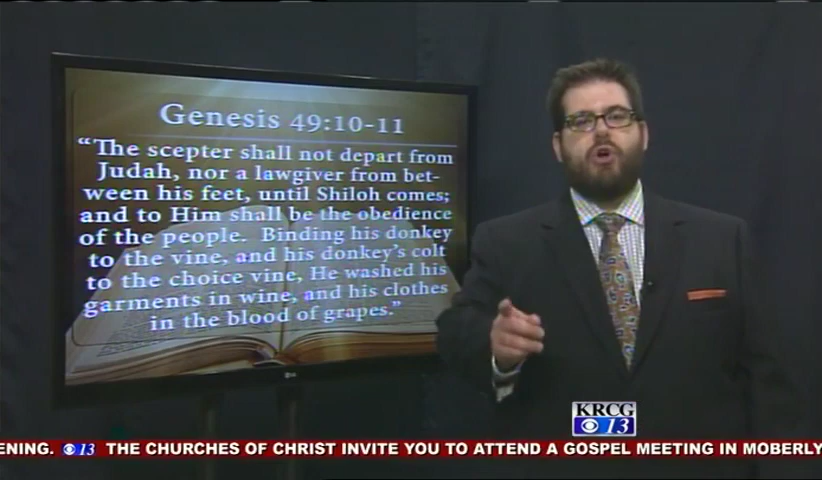 Genesis 49:10-11
“The scepter shall not depart from
Judah, nor a lawgiver from bet-
ween his feet, until Shiloh comes;
and to Him shall be the obedience
of the people. Binding his donkey
to the vine, and his donkey's colt
to the choice vine, He washed his
garments in wine, and his clothes
in the blood of grapes.”
KRCG
13
ENING. 13 THE CHURCHES OF CHRIST INVITE YOU TO ATTEND A GOSPEL MEETING IN MOBERLY